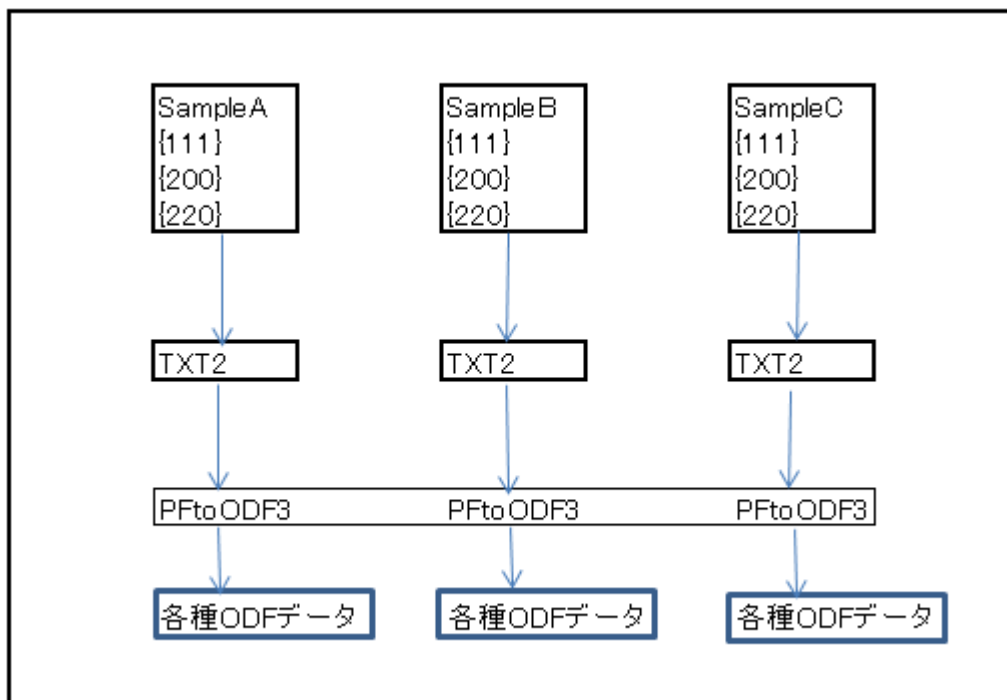 SampleA
{111}
{200}
{220}
SampleB
{111}
{200}
{220}
SampleC
{111}
{200}
{220}
TXT2
TXT2
TXT2
PFtoODF3
PFtoODF3
PFtoODF3
各種ODFデータ
各種ODFデータ
各種ODFデータ